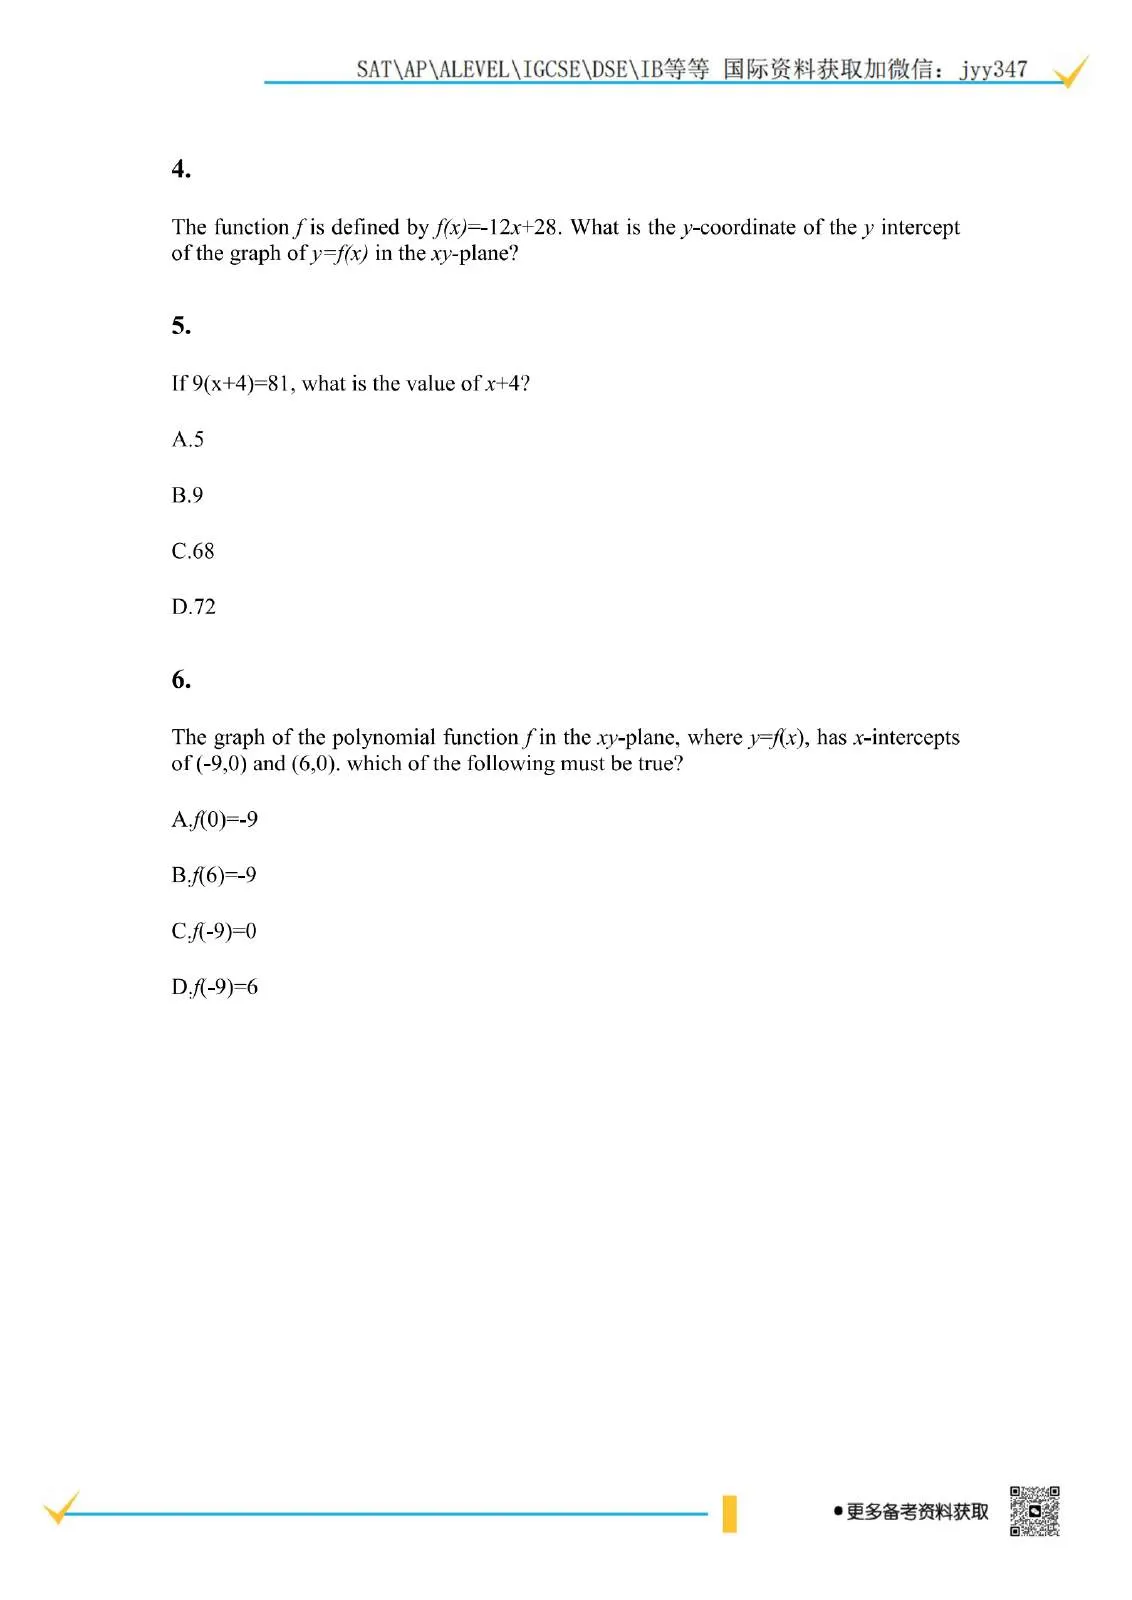 SAT\AP\ALEVEL\IGCSE\DSE\IB等等 国际资料获取加微信：jyy347
4.
The function f is defined by f(x)=-12x+28. What is the y-coordinate of the y intercept
of the graph of y=f(x) in the xy-plane?
5.
If 9(x+4)=81, what is the value of x+4?
A.5
B.9
C.68
D.72
6.
The graph of the polynomial function f in the xy-plane, where y=f(x), has x-intercepts
of (-9,0) and (6,0). which of the following must be true?
A.f(0)=-9
B.f(6)=-9
C.f(-9)=0
D.f(-9)=6
•更多备考资料获取